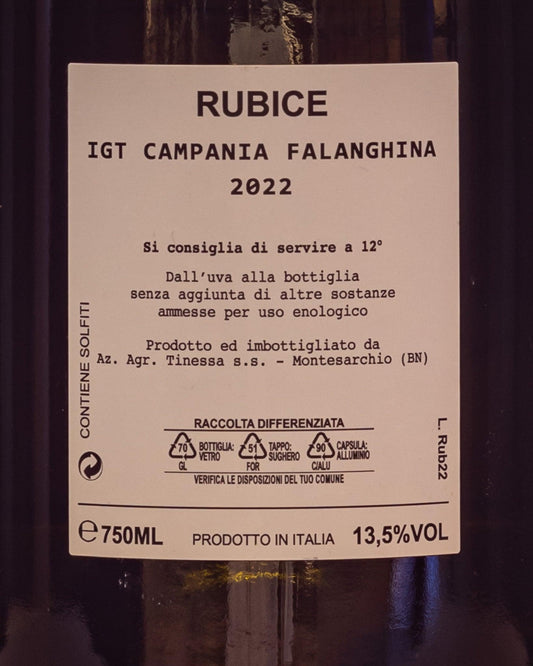 RUBICE
IGT CAMPANIA FALANGHINA
2022
Si consiglia di servire a 12°
Dall'uva alla bottiglia
senza aggiunta di altre sostanze
ammesse per uso enologico
Prodotto ed imbottigliato da
Az. Agr. Tinessa s.s. - Montesarchio (BN)
CONTIENE SOLFITI
RACCOLTA DIFFERENZIATA
70 GL BOTTIGLIA: VETRO
51 FOR TAPPO: SUGHERO
90 C/ALU CAPSULA: ALLUMINIO
VERIFICA LE DISPOSIZIONI DEL TUO COMUNE
L. Rub22
℮750ML PRODOTTO IN ITALIA 13,5%VOL